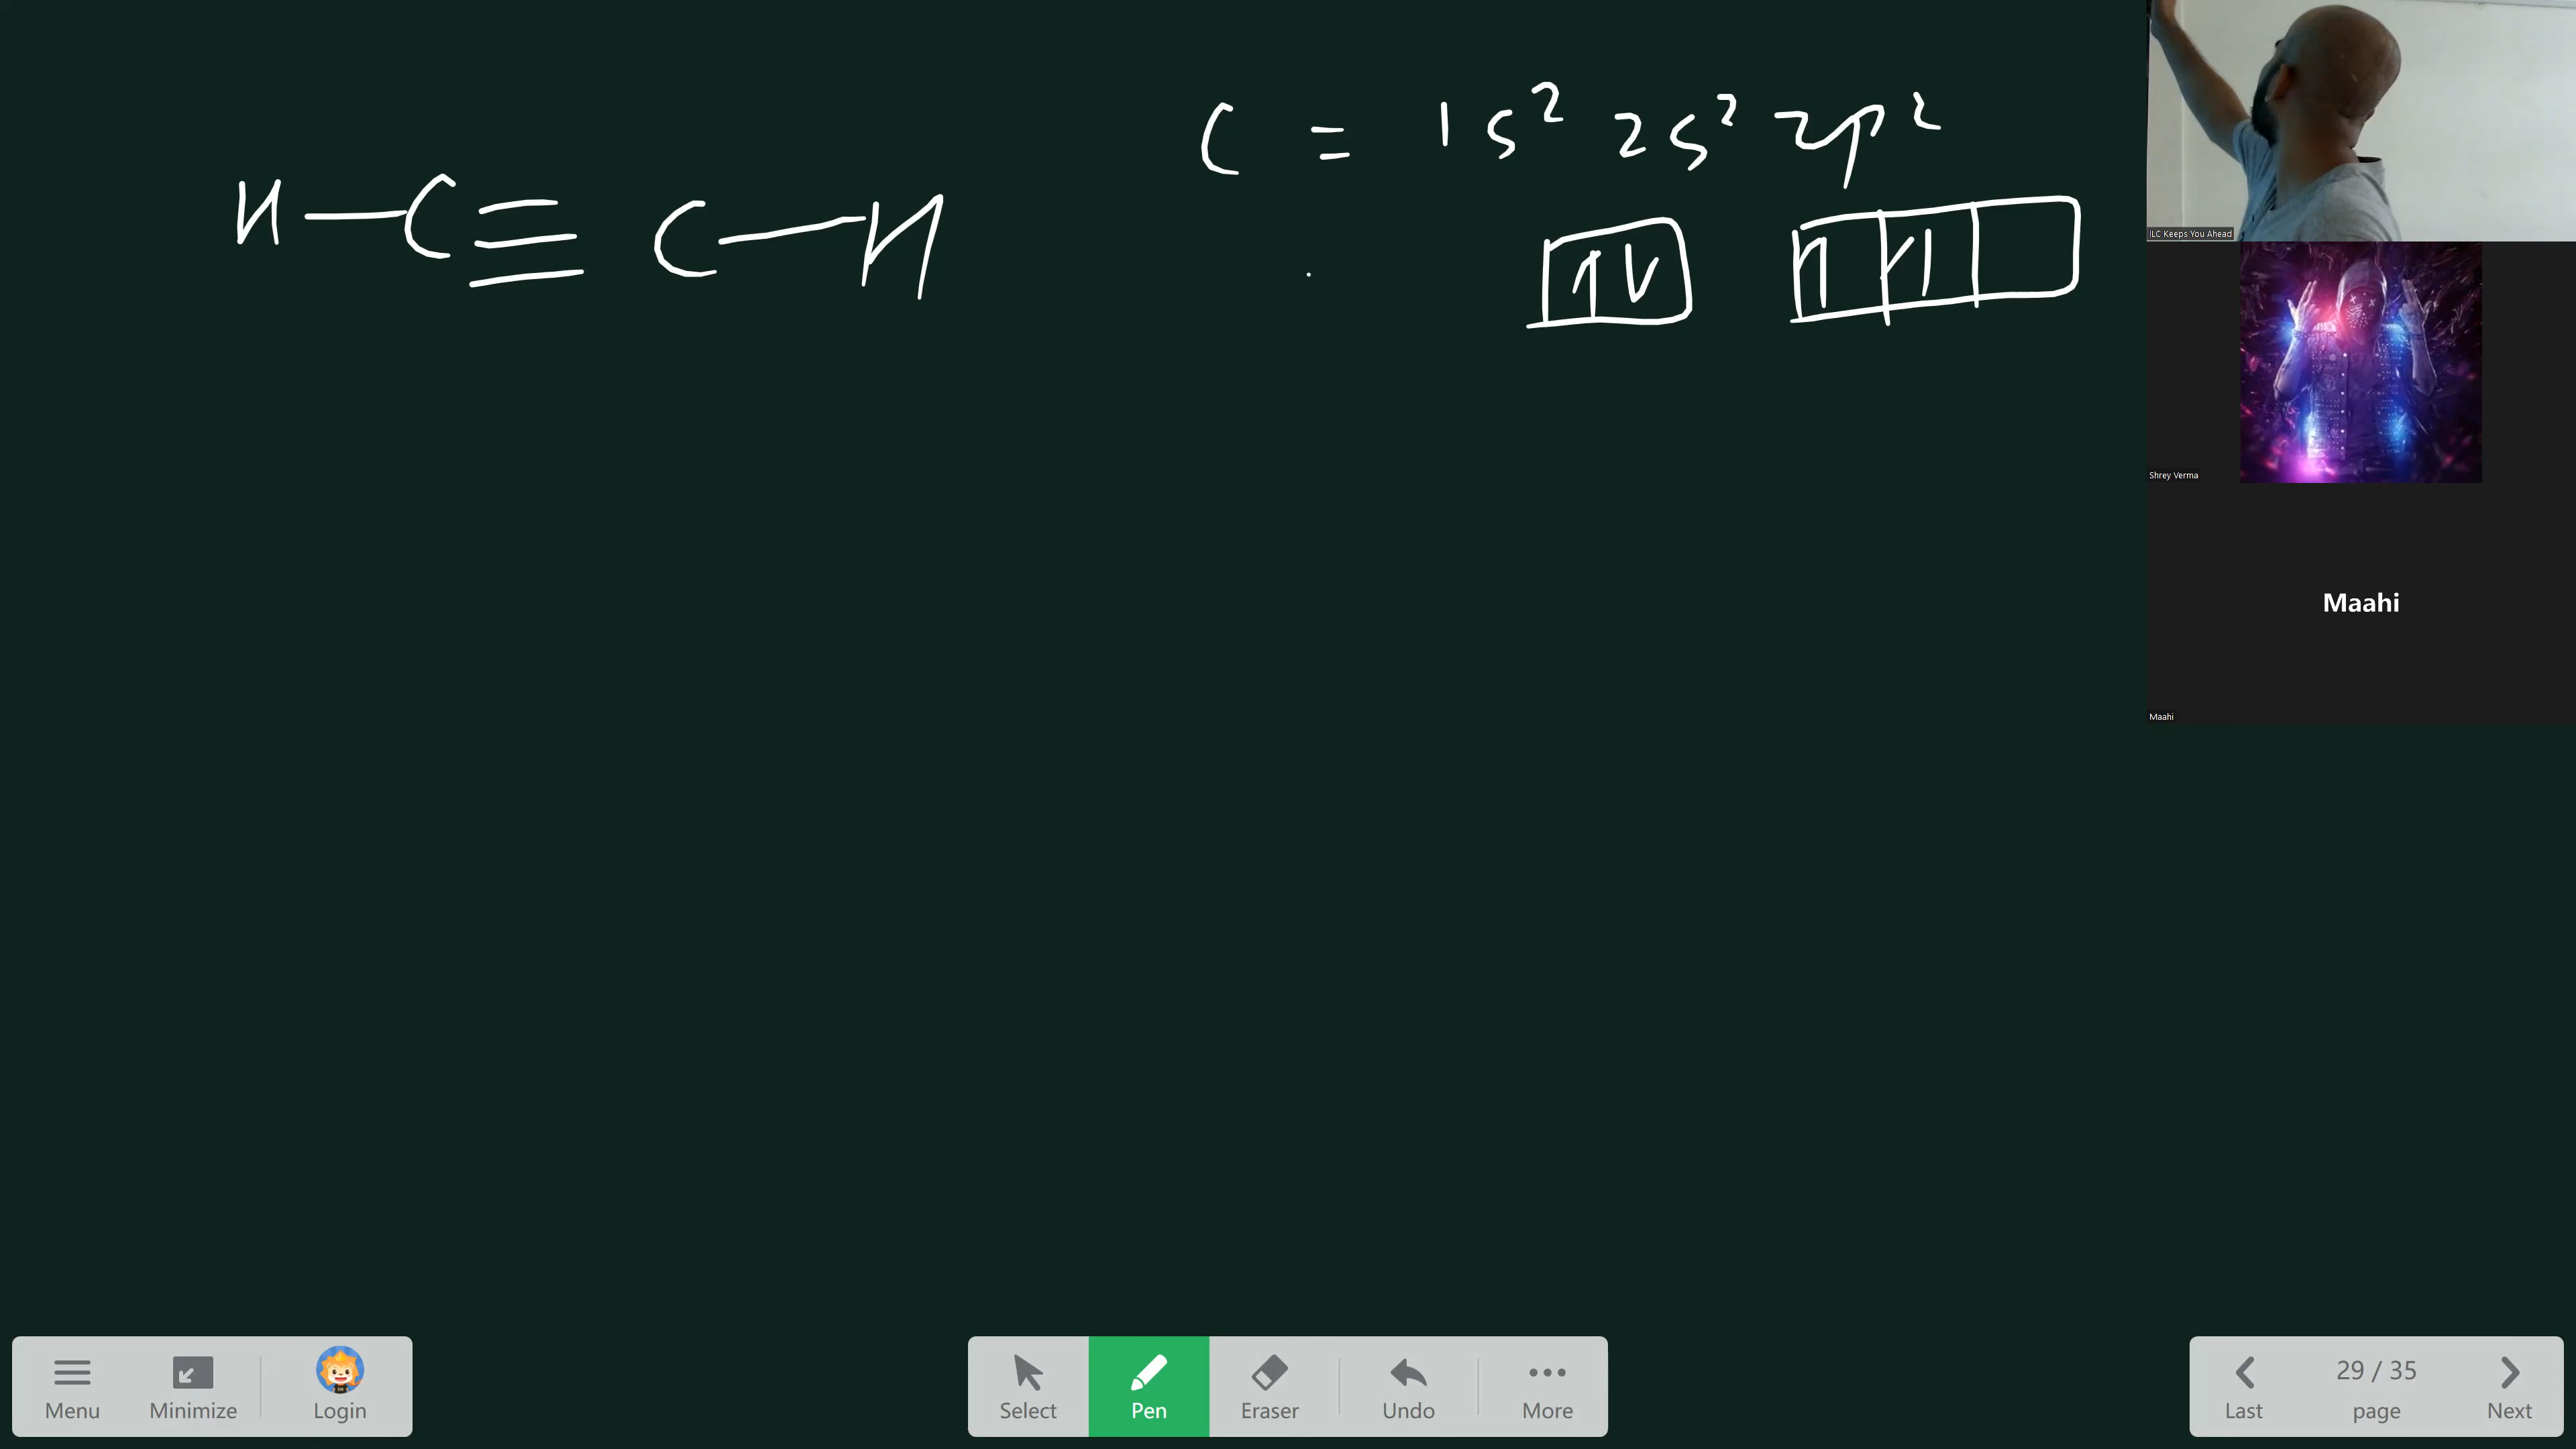 C = 1s² 2s² 2p²
H—C≡C—H
↑↓ ↑ ↑
ILC Keeps You Ahead
Shrey Verma
Maahi
Maahi
Menu Minimize Login
Select Pen Eraser Undo More
Last 29 / 35 page Next